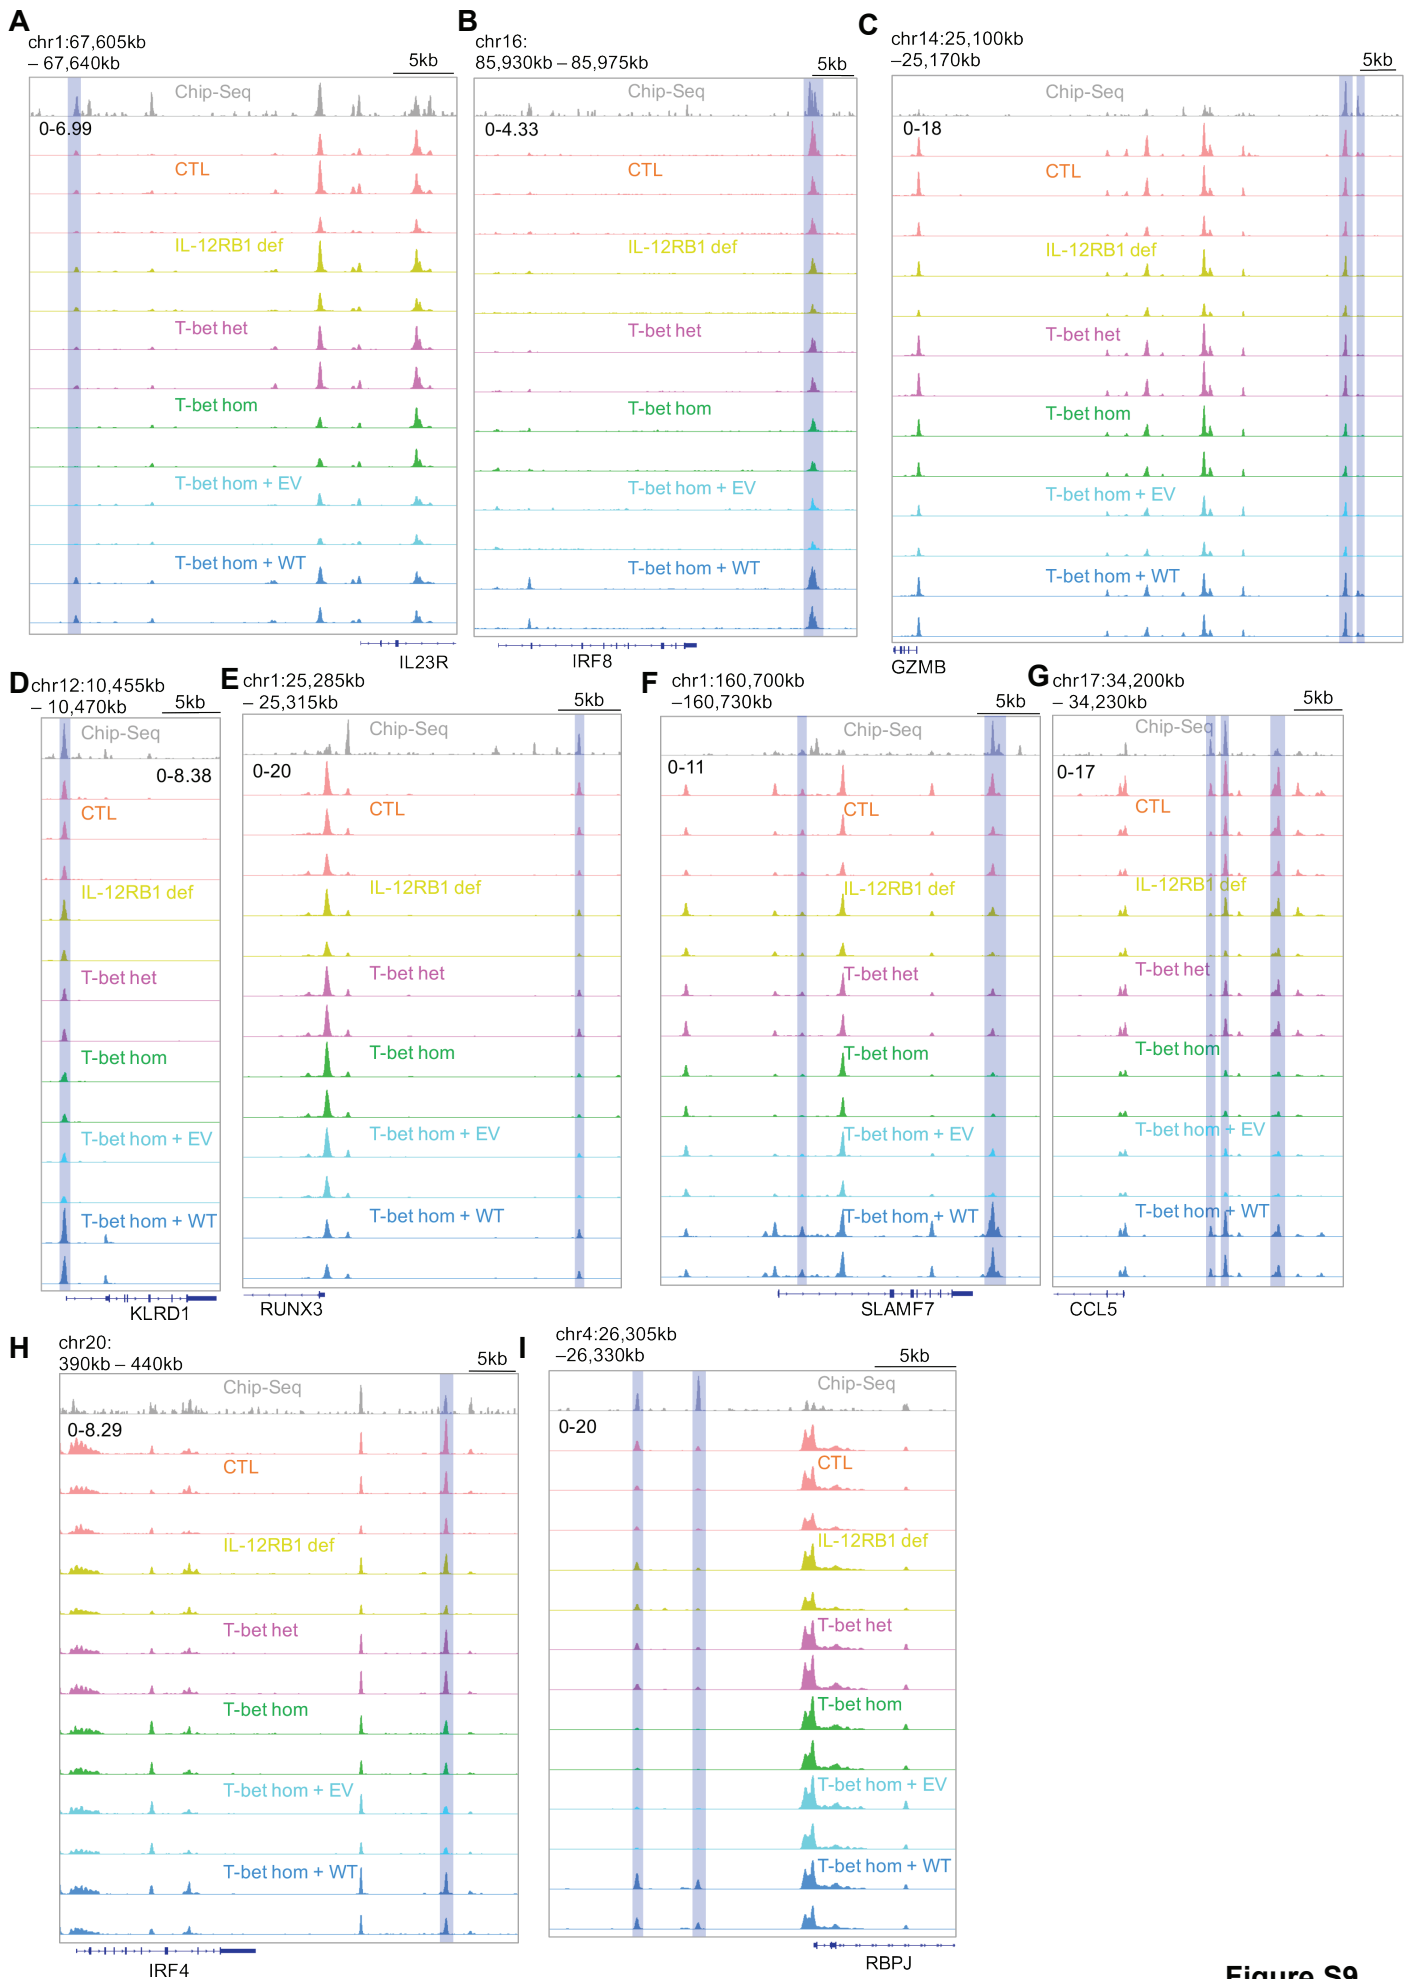 A
chr1:67,605kb
– 67,640kb
5kb
Chip-Seq
0-6.99
CTL
IL-12RB1 def
T-bet het
T-bet hom
T-bet hom + EV
T-bet hom + WT
IL23R
B
chr16:
85,930kb – 85,975kb
5kb
Chip-Seq
0-4.33
CTL
IL-12RB1 def
T-bet het
T-bet hom
T-bet hom + EV
T-bet hom + WT
IRF8
C
chr14:25,100kb
–25,170kb
5kb
Chip-Seq
0-18
CTL
IL-12RB1 def
T-bet het
T-bet hom
T-bet hom + EV
T-bet hom + WT
GZMB
D
chr12:10,455kb
– 10,470kb
5kb
Chip-Seq
0-8.38
CTL
IL-12RB1 def
T-bet het
T-bet hom
T-bet hom + EV
T-bet hom + WT
KLRD1
E
chr1:25,285kb
– 25,315kb
5kb
Chip-Seq
0-20
CTL
IL-12RB1 def
T-bet het
T-bet hom
T-bet hom + EV
T-bet hom + WT
RUNX3
F
chr1:160,700kb
–160,730kb
5kb
Chip-Seq
0-11
CTL
IL-12RB1 def
T-bet het
T-bet hom
T-bet hom + EV
T-bet hom + WT
SLAMF7
G
chr17:34,200kb
– 34,230kb
5kb
Chip-Seq
0-17
CTL
IL-12RB1 def
T-bet het
T-bet hom
T-bet hom + EV
T-bet hom + WT
CCL5
H
chr20:
390kb – 440kb
5kb
Chip-Seq
0-8.29
CTL
IL-12RB1 def
T-bet het
T-bet hom
T-bet hom + EV
T-bet hom + WT
IRF4
I
chr4:26,305kb
–26,330kb
5kb
Chip-Seq
0-20
CTL
IL-12RB1 def
T-bet het
T-bet hom
T-bet hom + EV
T-bet hom + WT
RBPJ
Figure S9